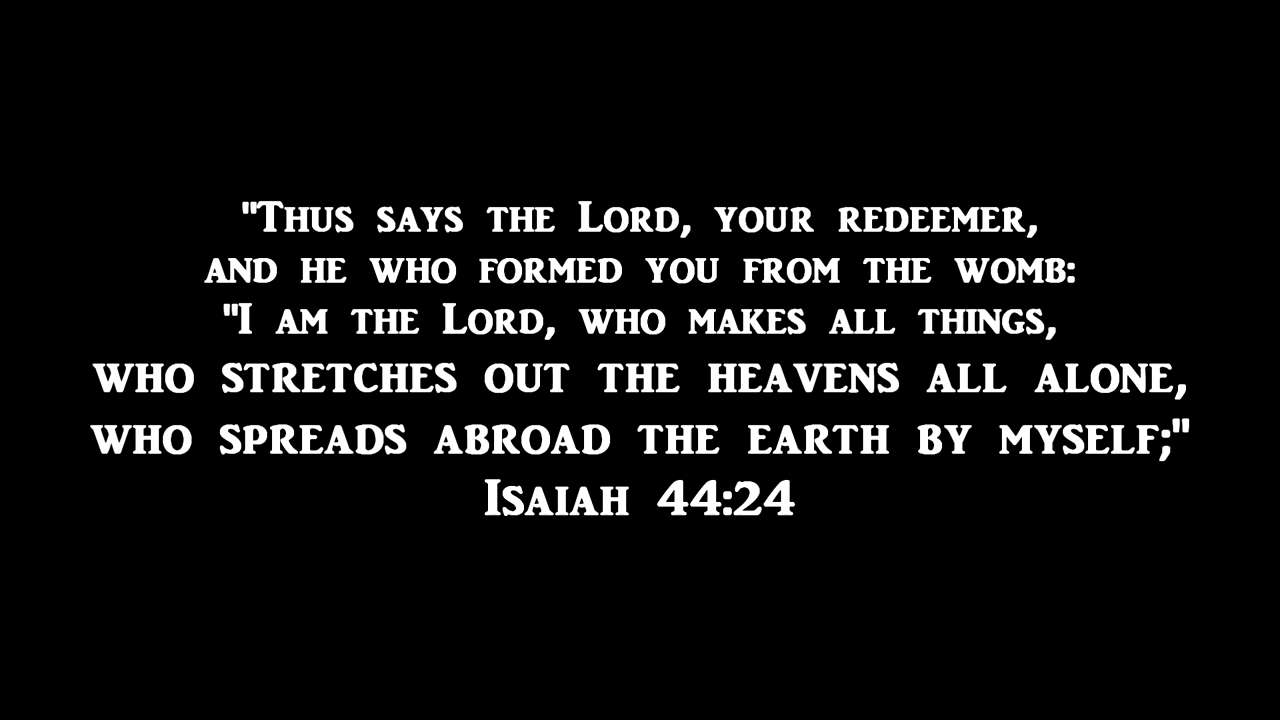 "Thus says the Lord, your redeemer,
and he who formed you from the womb:
"I am the Lord, who makes all things,
who stretches out the heavens all alone,
who spreads abroad the earth by myself;"
Isaiah 44:24